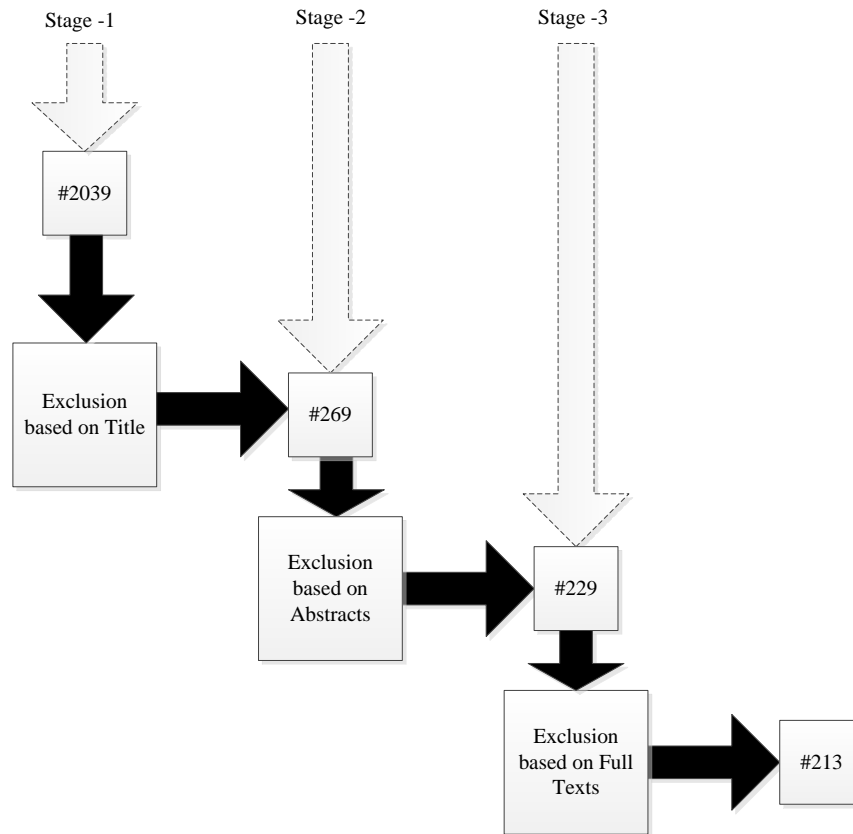 Stage -1
Stage -2
Stage -3
#2039
Exclusion
based on Title
#269
Exclusion
based on
Abstracts
#229
Exclusion
based on Full
Texts
#213